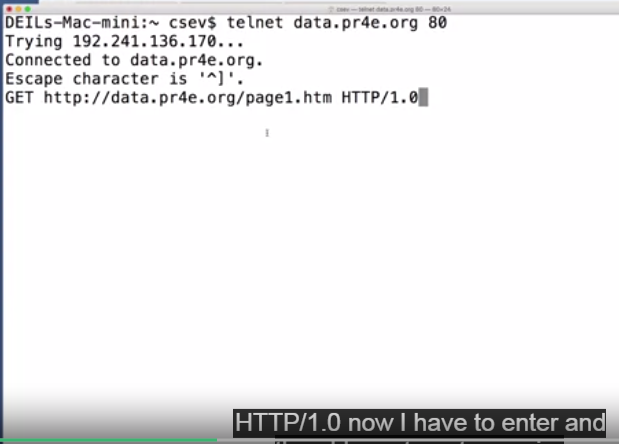 csev — telnet data.pr4e.org 80 — 80×24
DEILs-Mac-mini:~ csev$ telnet data.pr4e.org 80
Trying 192.241.136.170...
Connected to data.pr4e.org.
Escape character is '^]'.
GET http://data.pr4e.org/page1.htm HTTP/1.0
HTTP/1.0 now I have to enter and